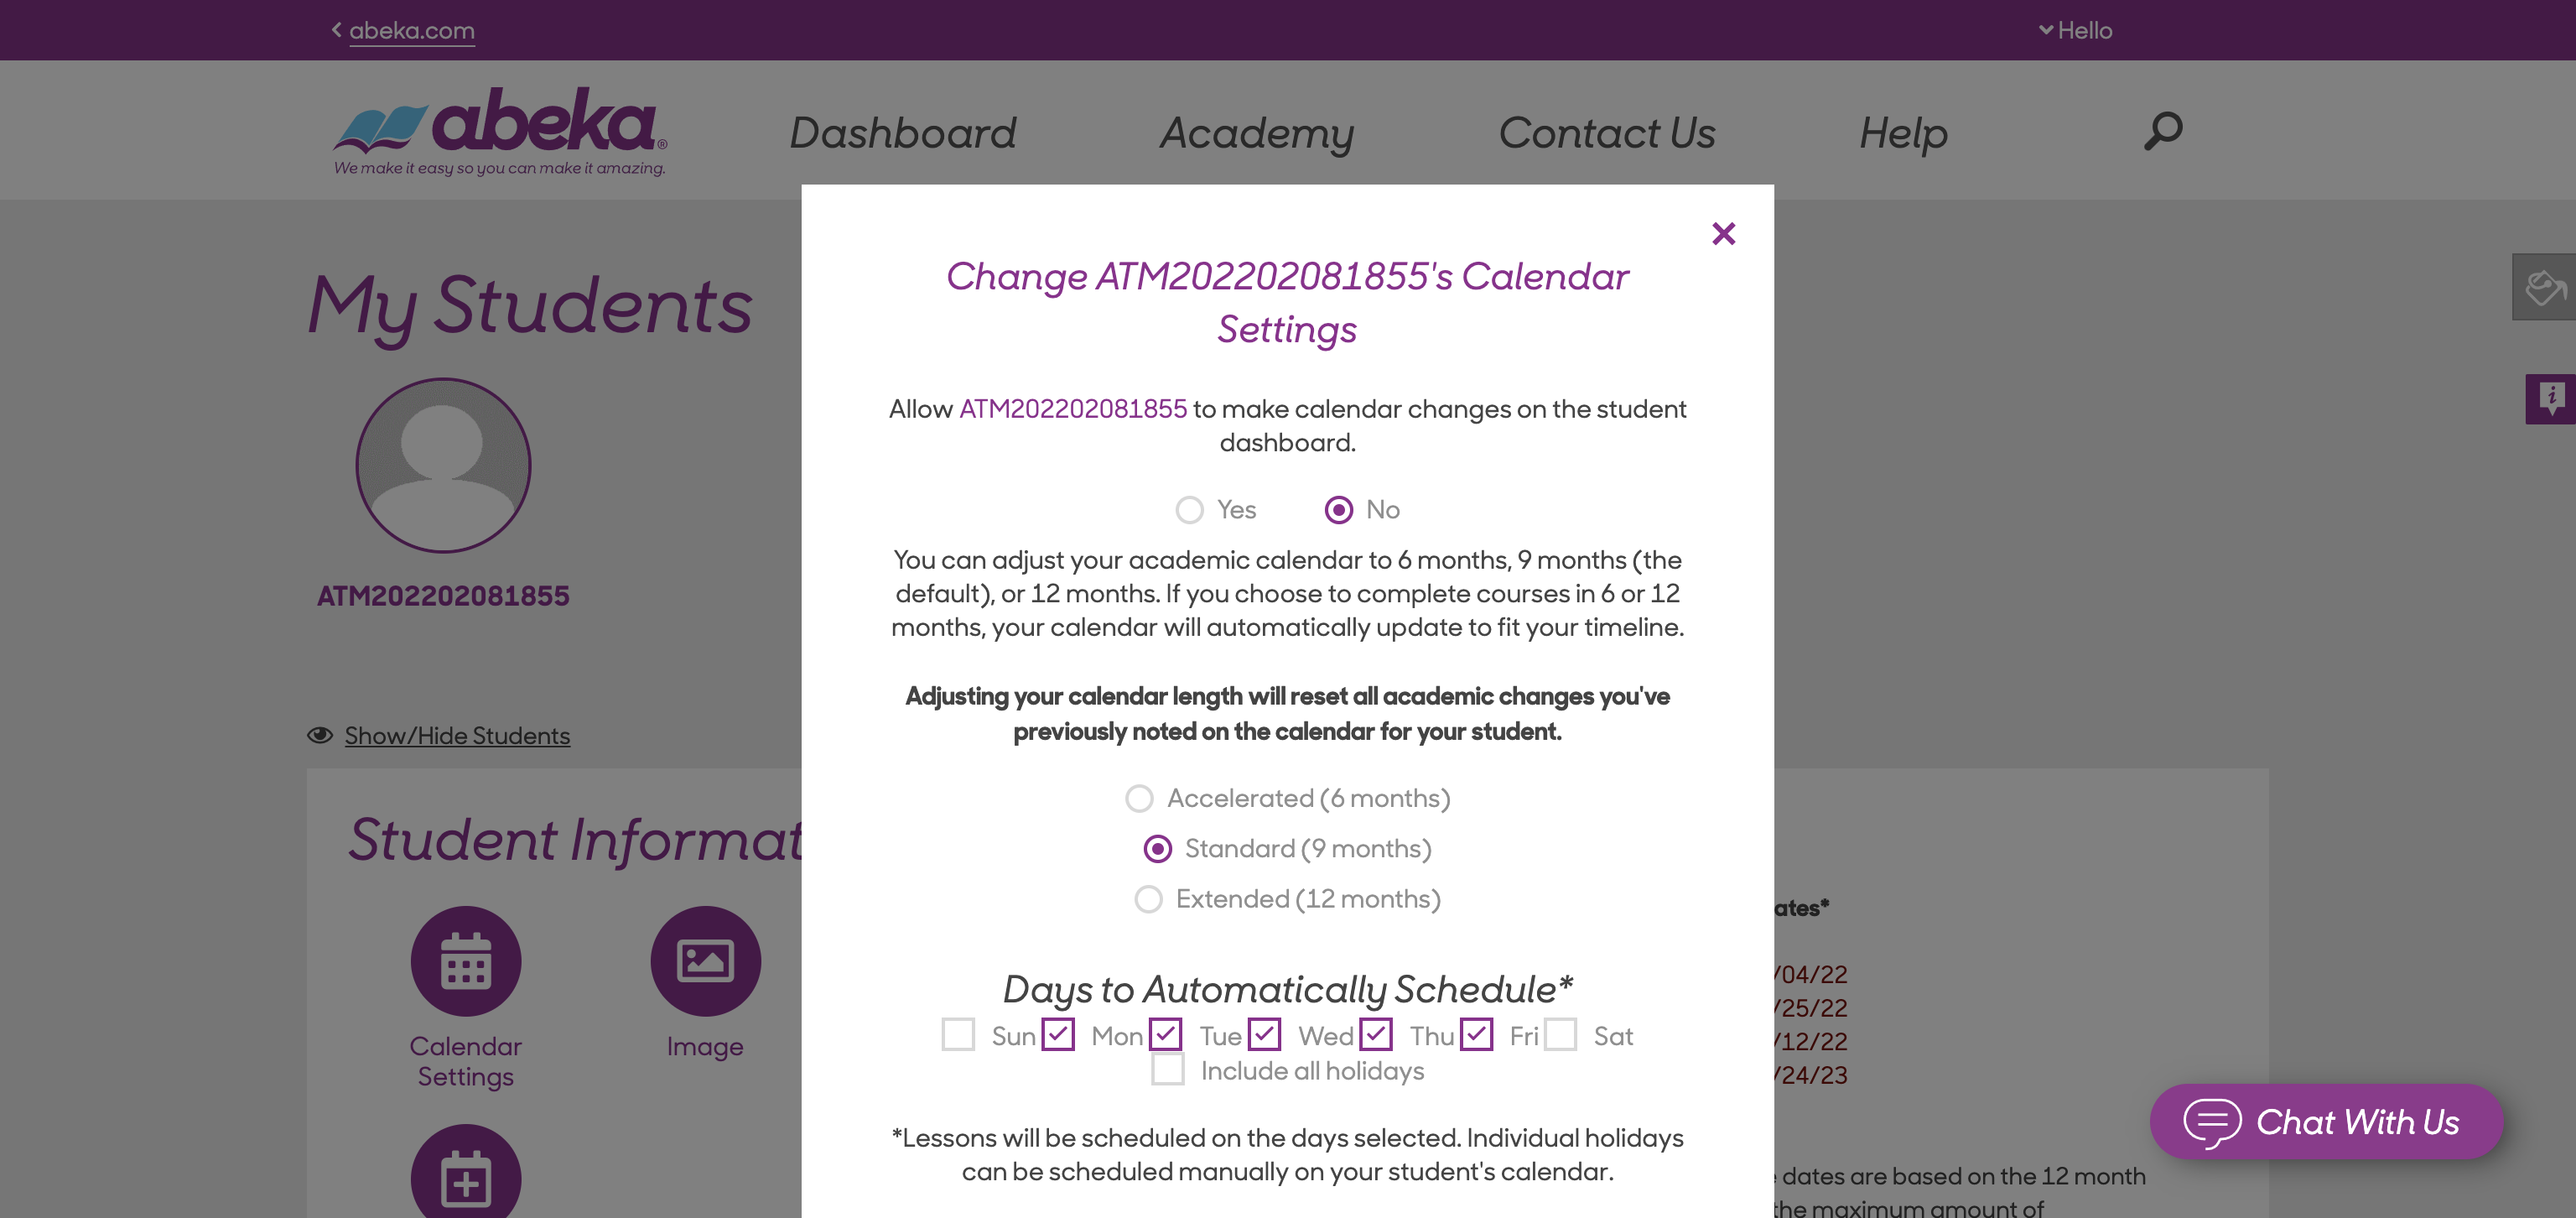 abeka.com
Hello
abeka®
We make it easy so you can make it amazing.
Dashboard
Academy
Contact Us
Help
My Students
ATM202202081855
Show/Hide Students
Student Informat
Calendar
Settings
Image
Change ATM202202081855's Calendar
Settings
Allow ATM202202081855 to make calendar changes on the student
dashboard.
Yes
No
You can adjust your academic calendar to 6 months, 9 months (the
default), or 12 months. If you choose to complete courses in 6 or 12
months, your calendar will automatically update to fit your timeline.
Adjusting your calendar length will reset all academic changes you've
previously noted on the calendar for your student.
Accelerated (6 months)
Standard (9 months)
Extended (12 months)
Days to Automatically Schedule*
Sun Mon Tue Wed Thu Fri Sat
Include all holidays
*Lessons will be scheduled on the days selected. Individual holidays
can be scheduled manually on your student's calendar.
ates*
/04/22
/25/22
/12/22
/24/23
dates are based on the 12 month
the maximum amount of
Chat With Us